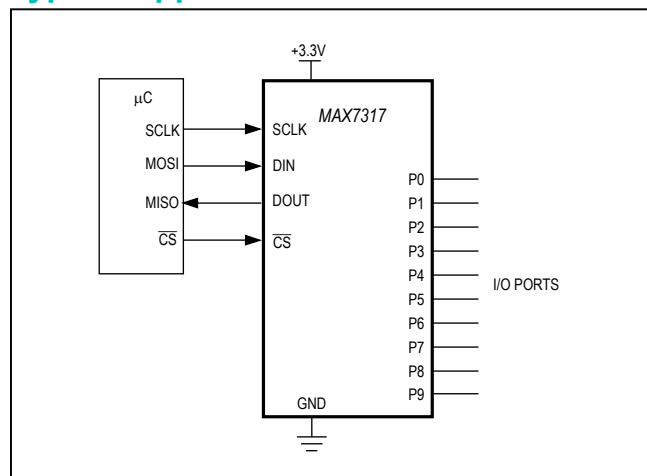 +3.3V
µC
SCLK
MOSI
MISO
CS
MAX7317
SCLK
DIN
DOUT
CS
P0
P1
P2
P3
P4
P5
P6
P7
P8
P9
I/O PORTS
GND